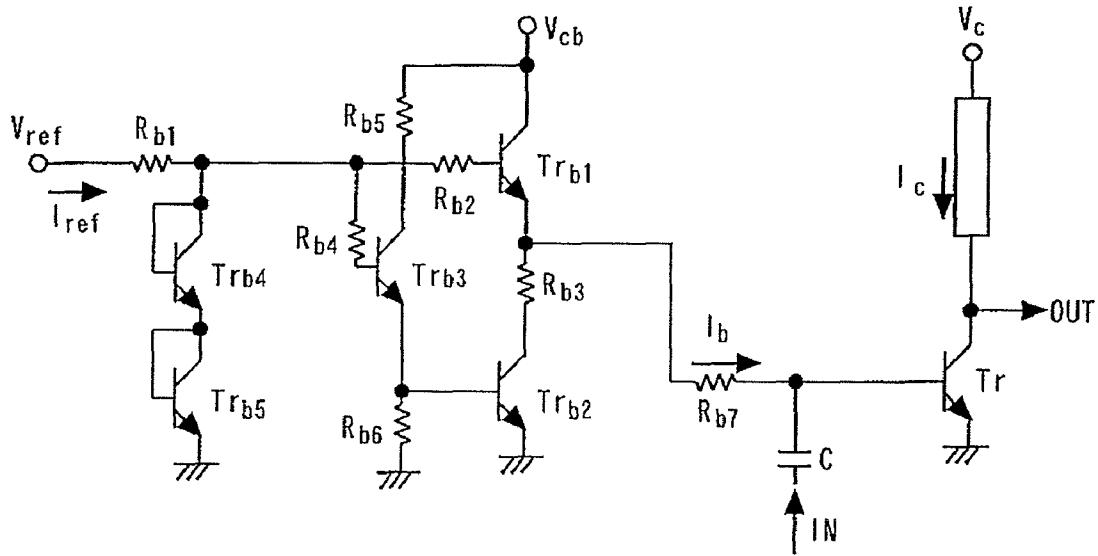 Vcb
Vc
Rb5
Vref
Rb1
Trb1
Iref
Rb2
Ic
Rb4
Trb3
Trb4
Rb3
OUT
Ib
Tr
Trb5
Trb2
Rb6
Rb7
C
IN